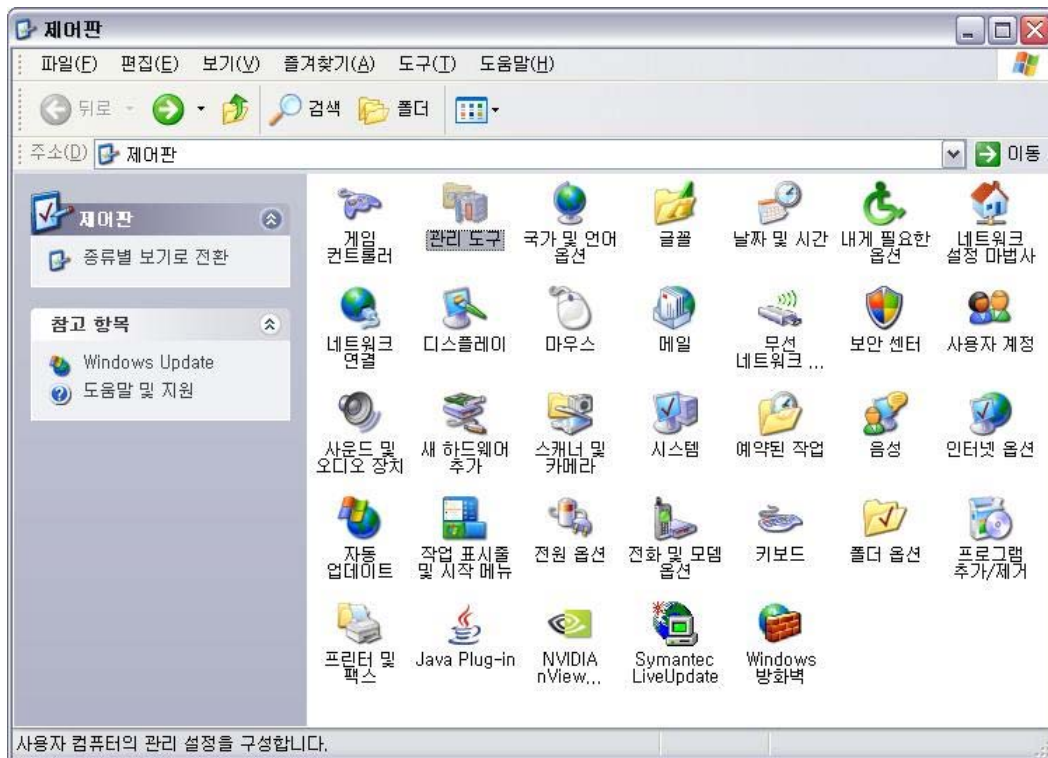 제어판
파일(F) 편집(E) 보기(V) 즐겨찾기(A) 도구(T) 도움말(H)
뒤로 검색 폴더
주소(D) 제어판 이동
제어판
종류별 보기로 전환
참고 항목
Windows Update
도움말 및 지원
게임
컨트롤러
관리 도구
국가 및 언어
옵션
글꼴
날짜 및 시간
내게 필요한
옵션
네트워크
설정 마법사
네트워크
연결
디스플레이
마우스
메일
무선
네트워크 ...
보안 센터
사용자 계정
사운드 및
오디오 장치
새 하드웨어
추가
스캐너 및
카메라
시스템
예약된 작업
음성
인터넷 옵션
자동
업데이트
작업 표시줄
및 시작 메뉴
전원 옵션
전화 및 모뎀
옵션
키보드
폴더 옵션
프로그램
추가/제거
프린터 및
팩스
Java Plug-in
NVIDIA
nView...
Symantec
LiveUpdate
Windows
방화벽
사용자 컴퓨터의 관리 설정을 구성합니다.